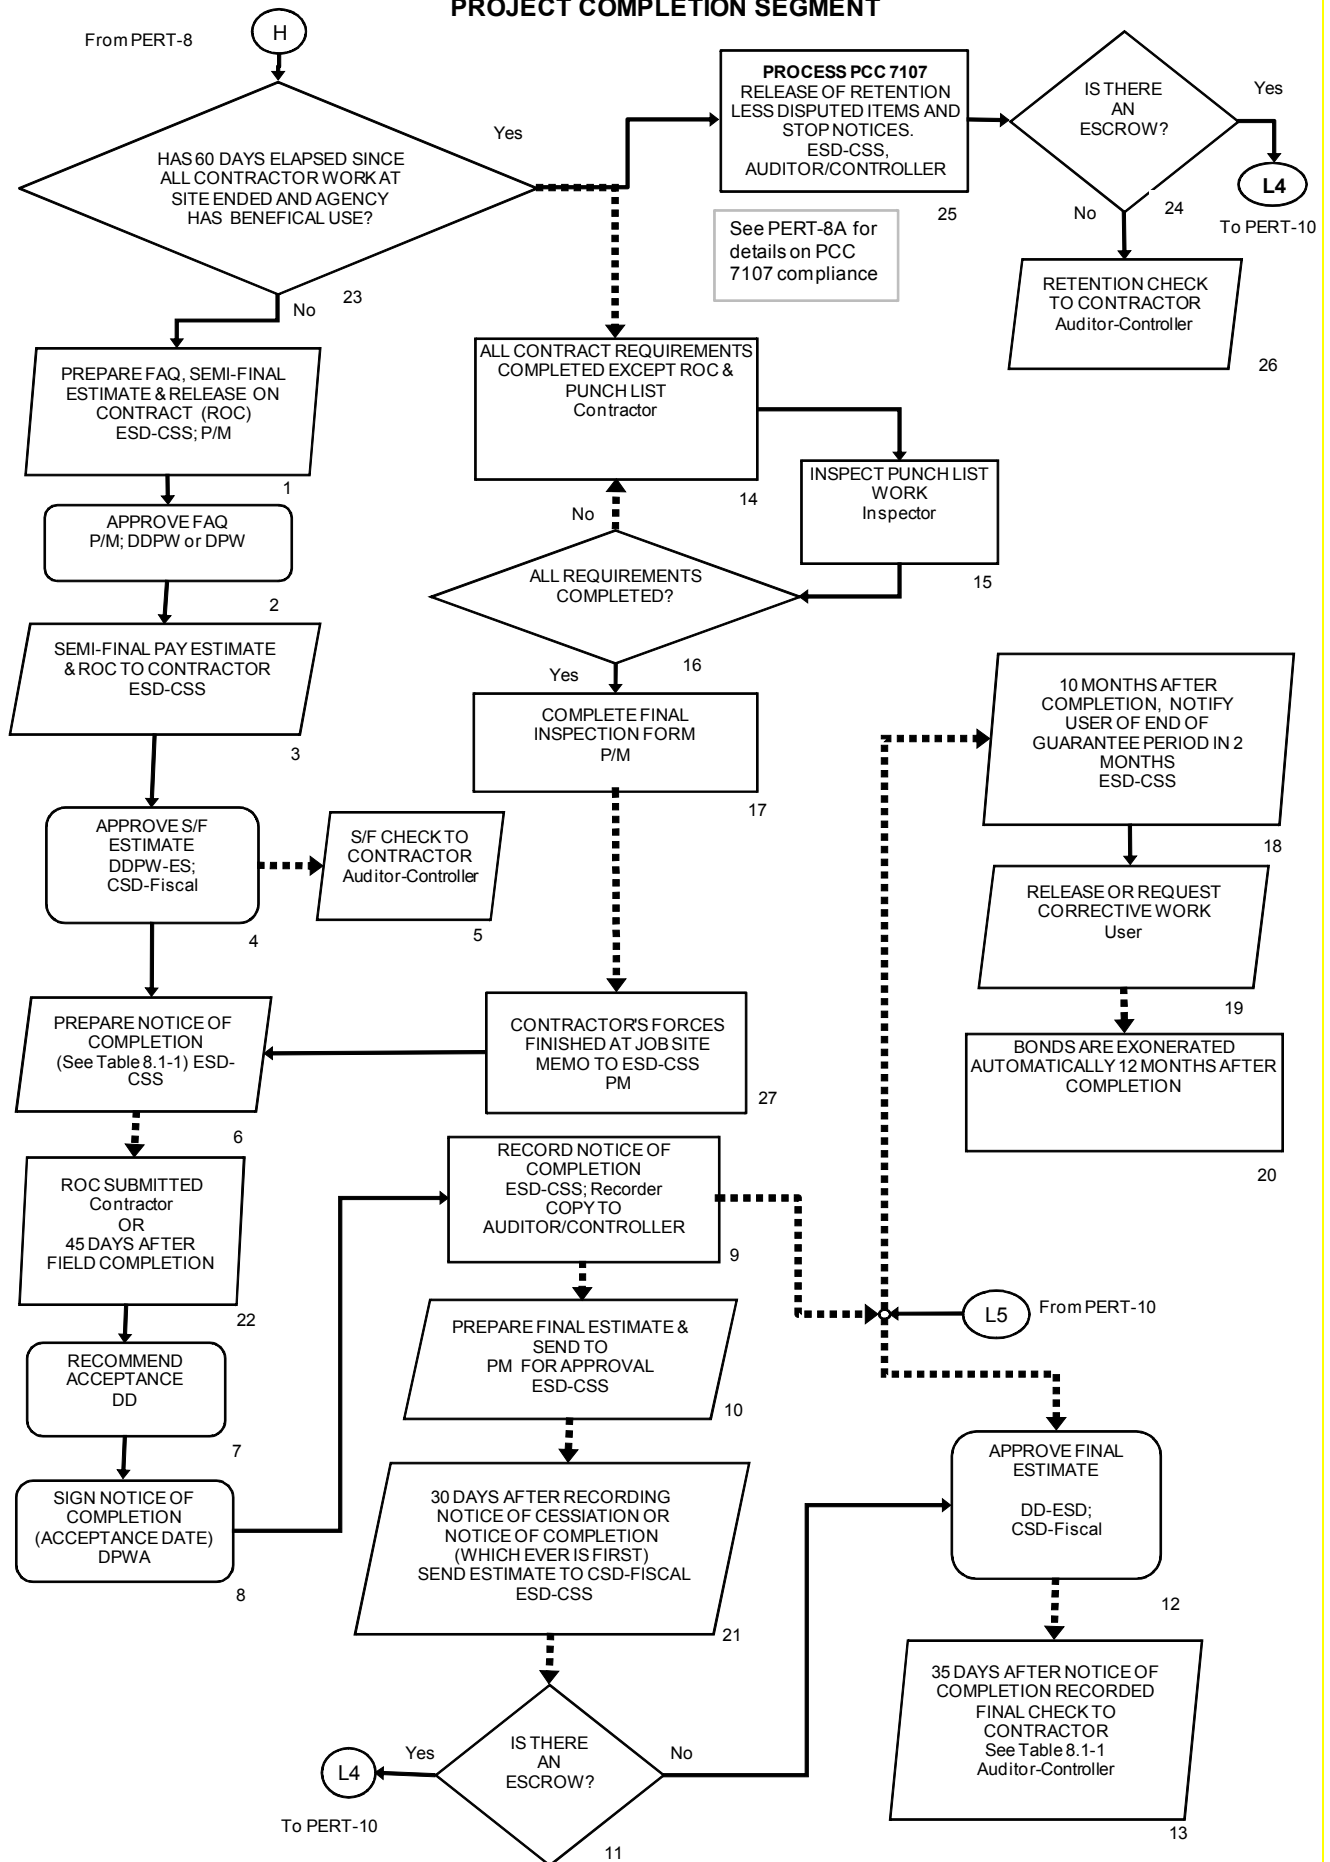 PROJECT COMPLETION SEGMENT
From PERT-8
H
HAS 60 DAYS ELAPSED SINCE
ALL CONTRACTOR WORK AT
SITE ENDED AND AGENCY
HAS BENEFICAL USE?
23
Yes
No
PROCESS PCC 7107
RELEASE OF RETENTION
LESS DISPUTED ITEMS AND
STOP NOTICES.
ESD-CSS,
AUDITOR/CONTROLLER
25
See PERT-8A for
details on PCC
7107 compliance
IS THERE
AN
ESCROW?
24
Yes
L4
To PERT-10
No
RETENTION CHECK
TO CONTRACTOR
Auditor-Controller
26
PREPARE FAQ, SEMI-FINAL
ESTIMATE & RELEASE ON
CONTRACT (ROC)
ESD-CSS; P/M
1
APPROVE FAQ
P/M; DDPW or DPW
2
SEMI-FINAL PAY ESTIMATE
& ROC TO CONTRACTOR
ESD-CSS
3
APPROVE S/F
ESTIMATE
DDPW-ES;
CSD-Fiscal
4
S/F CHECK TO
CONTRACTOR
Auditor-Controller
5
ALL CONTRACT REQUIREMENTS
COMPLETED EXCEPT ROC &
PUNCH LIST
Contractor
14
INSPECT PUNCH LIST
WORK
Inspector
15
No
ALL REQUIREMENTS
COMPLETED?
16
Yes
COMPLETE FINAL
INSPECTION FORM
P/M
17
10 MONTHS AFTER
COMPLETION, NOTIFY
USER OF END OF
GUARANTEE PERIOD IN 2
MONTHS
ESD-CSS
18
RELEASE OR REQUEST
CORRECTIVE WORK
User
19
BONDS ARE EXONERATED
AUTOMATICALLY 12 MONTHS AFTER
COMPLETION
20
PREPARE NOTICE OF
COMPLETION
(See Table 8.1-1) ESD-
CSS
6
CONTRACTOR'S FORCES
FINISHED AT JOB SITE
MEMO TO ESD-CSS
PM
27
ROC SUBMITTED
Contractor
OR
45 DAYS AFTER
FIELD COMPLETION
22
RECOMMEND
ACCEPTANCE
DD
7
SIGN NOTICE OF
COMPLETION
(ACCEPTANCE DATE)
DPWA
8
RECORD NOTICE OF
COMPLETION
ESD-CSS; Recorder
COPY TO
AUDITOR/CONTROLLER
9
PREPARE FINAL ESTIMATE &
SEND TO
PM FOR APPROVAL
ESD-CSS
10
30 DAYS AFTER RECORDING
NOTICE OF CESSIATION OR
NOTICE OF COMPLETION
(WHICH EVER IS FIRST)
SEND ESTIMATE TO CSD-FISCAL
ESD-CSS
21
L5
From PERT-10
APPROVE FINAL
ESTIMATE
DD-ESD;
CSD-Fiscal
12
35 DAYS AFTER NOTICE OF
COMPLETION RECORDED
FINAL CHECK TO
CONTRACTOR
See Table 8.1-1
Auditor-Controller
13
IS THERE
AN
ESCROW?
11
Yes
No
L4
To PERT-10